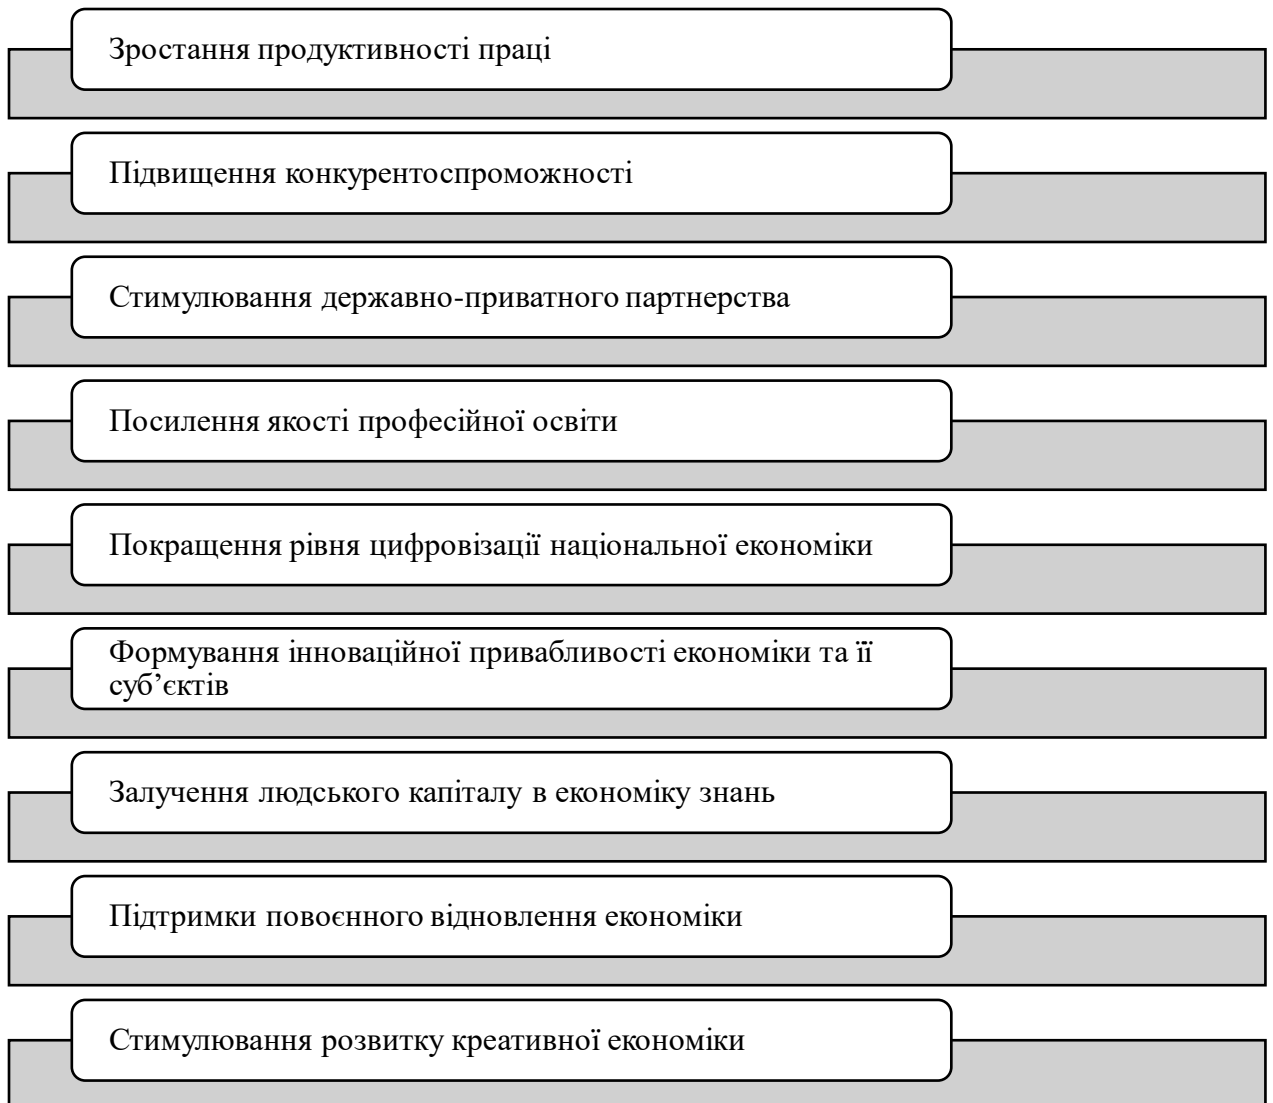 Зростання продуктивності праці
Підвищення конкурентоспроможності
Стимулювання державно-приватного партнерства
Посилення якості професійної освіти
Покращення рівня цифровізації національної економіки
Формування інноваційної привабливості економіки та її
суб’єктів
Залучення людського капіталу в економіку знань
Підтримки повоєнного відновлення економіки
Стимулювання розвитку креативної економіки